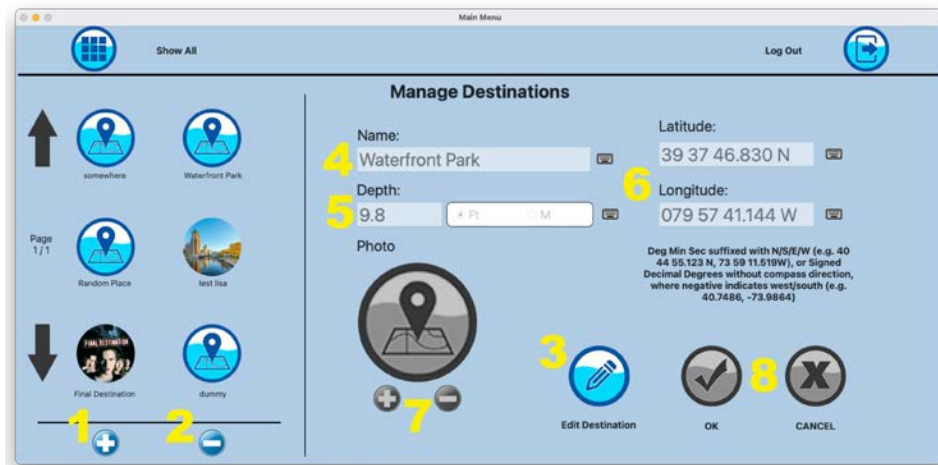 Main Menu
Show All
Log Out
Manage Destinations
somewhere
Waterfront Park
Page
1 / 1
Random Place
test lisa
FINAL DESTINATION
Final Destination
dummy
1
2
Name:
4
Waterfront Park
Depth:
5
9.8
Ft
M
Photo
7
Latitude:
39 37 46.830 N
6
Longitude:
079 57 41.144 W
Deg Min Sec suffixed with N/S/E/W (e.g. 40
44 55.123 N, 73 59 11.519W), or Signed
Decimal Degrees without compass direction,
where negative indicates west/south (e.g.
40.7486, -73.9864)
3
Edit Destination
OK
8
X
CANCEL